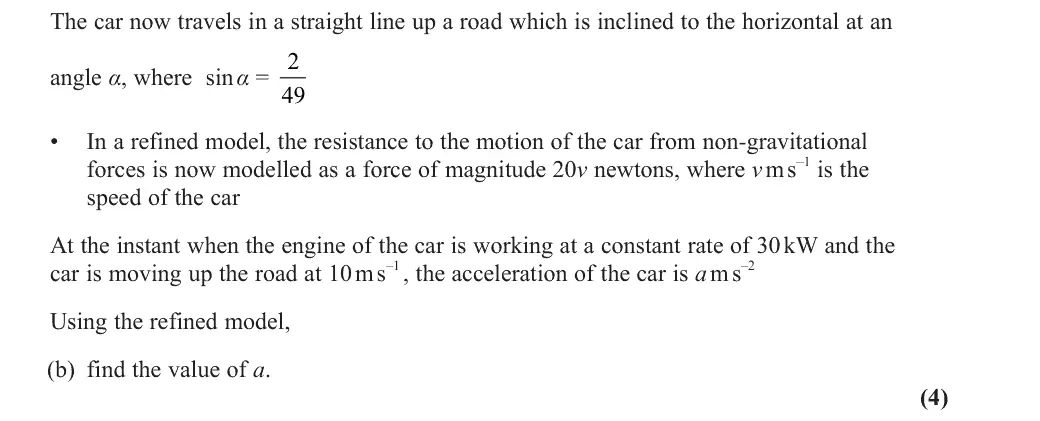 The car now travels in a straight line up a road which is inclined to the horizontal at an
angle α, where sin α = 2/49
• In a refined model, the resistance to the motion of the car from non-gravitational
forces is now modelled as a force of magnitude 20v newtons, where v m s⁻¹ is the
speed of the car
At the instant when the engine of the car is working at a constant rate of 30 kW and the
car is moving up the road at 10 m s⁻¹, the acceleration of the car is a m s⁻²
Using the refined model,
(b) find the value of a.
(4)